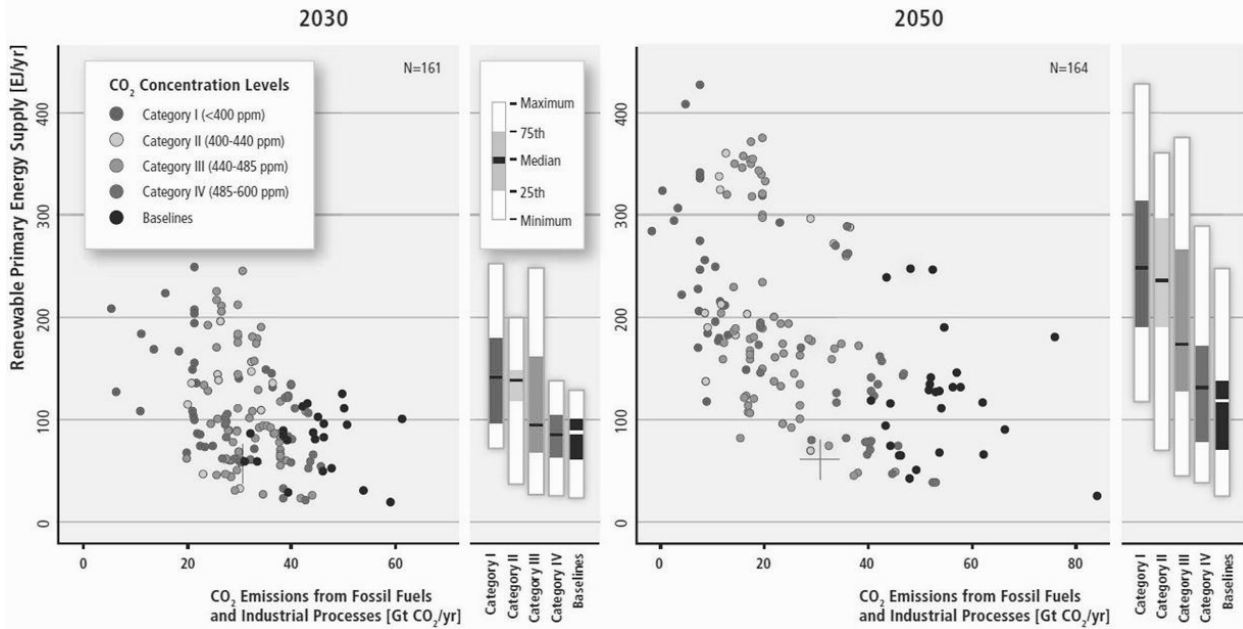 2030
2050
Renewable Primary Energy Supply [EJ/yr]
400
300
200
100
0
N=161
CO₂ Concentration Levels
Category I (<400 ppm)
Category II (400-440 ppm)
Category III (440-485 ppm)
Category IV (485-600 ppm)
Baselines
Maximum
75th
Median
25th
Minimum
0
20
40
60
CO₂ Emissions from Fossil Fuels
and Industrial Processes [Gt CO₂/yr]
Category I
Category II
Category III
Category IV
Baselines
400
300
200
100
0
N=164
0
20
40
60
80
CO₂ Emissions from Fossil Fuels
and Industrial Processes [Gt CO₂/yr]
Category I
Category II
Category III
Category IV
Baselines